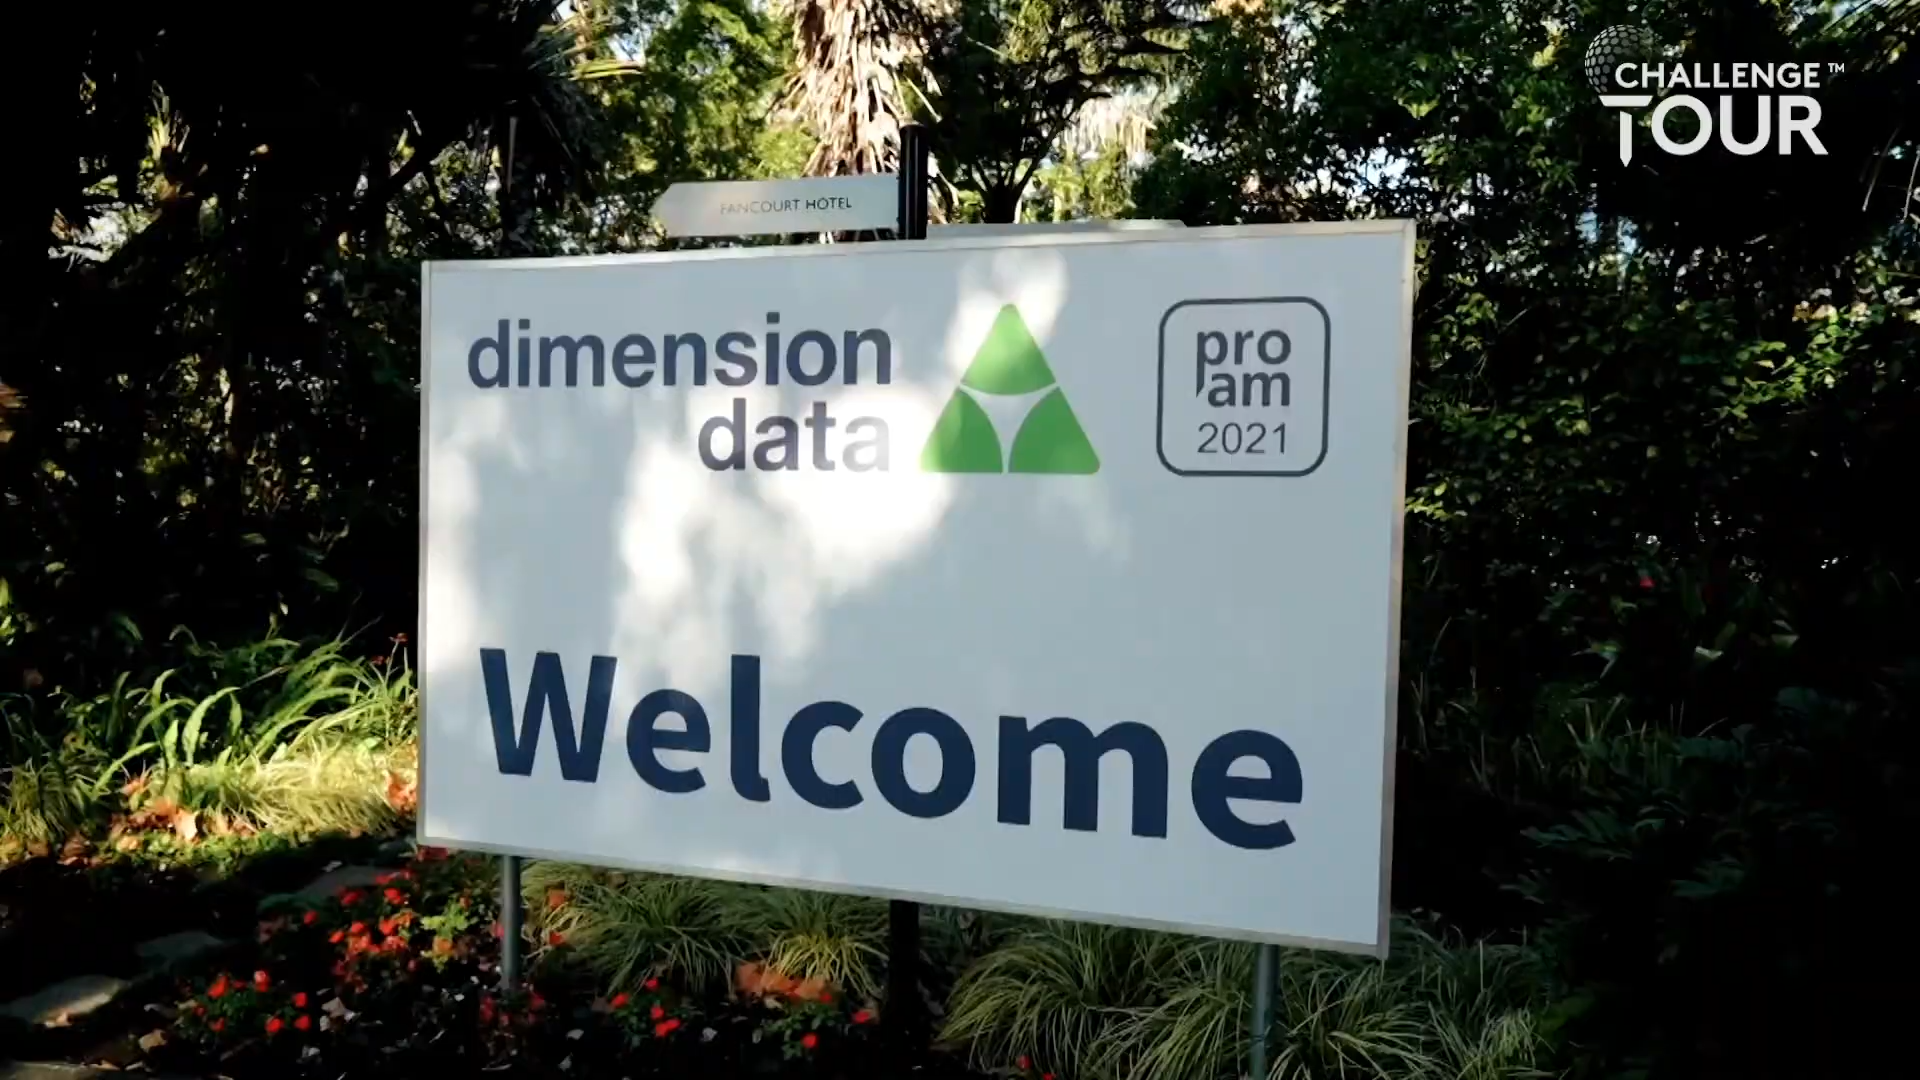 CHALLENGE™
TOUR
FANCOURT HOTEL
dimension
data
pro
am
2021
Welcome